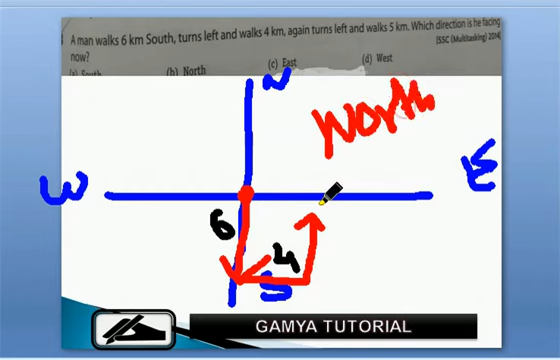 A man walks 6 km South, turns left and walks 4 km, again turns left and walks 5 km. Which direction is he facing
now?
[SSC (Multitasking) 2014]
(a) South (b) North (c) East (d) West
N
North
W
E
6
4
S
GAMYA TUTORIAL